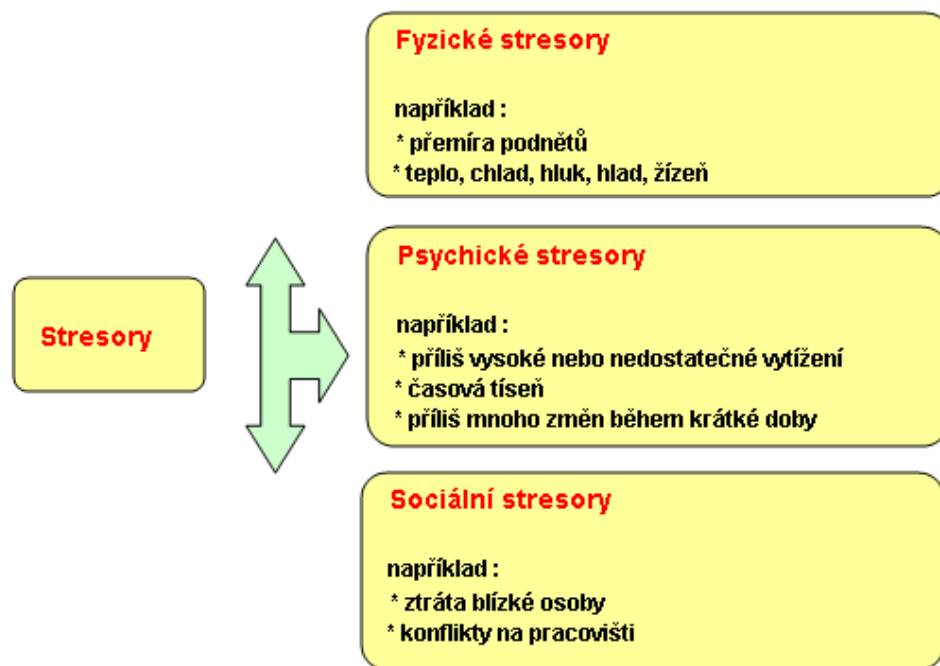 Fyzické stresory
například :
* přemíra podnětů
* teplo, chlad, hluk, hlad, žízeň
Stresory
Psychické stresory
například :
* příliš vysoké nebo nedostatečné vytížení
* časová tíseň
* příliš mnoho změn během krátké doby
Sociální stresory
například :
* ztráta blízké osoby
* konflikty na pracovišti